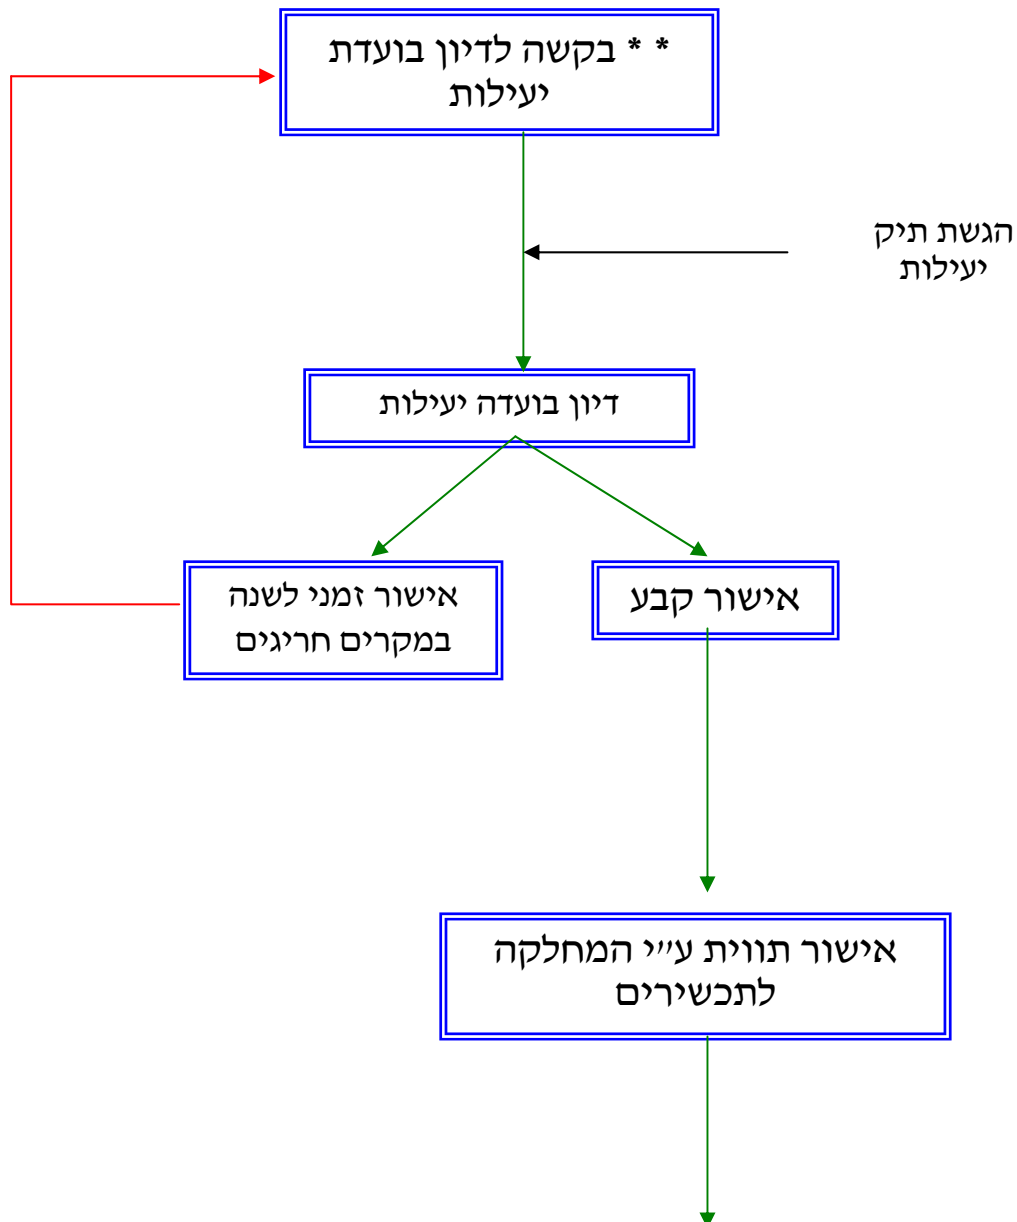 * * בקשה לדיון בועדת
יעילות
הגשת תיק
יעילות
דיון בועדה יעילות
אישור קבע
אישור זמני לשנה
במקרים חריגים
אישור תווית ע״י המחלקה
לתכשירים